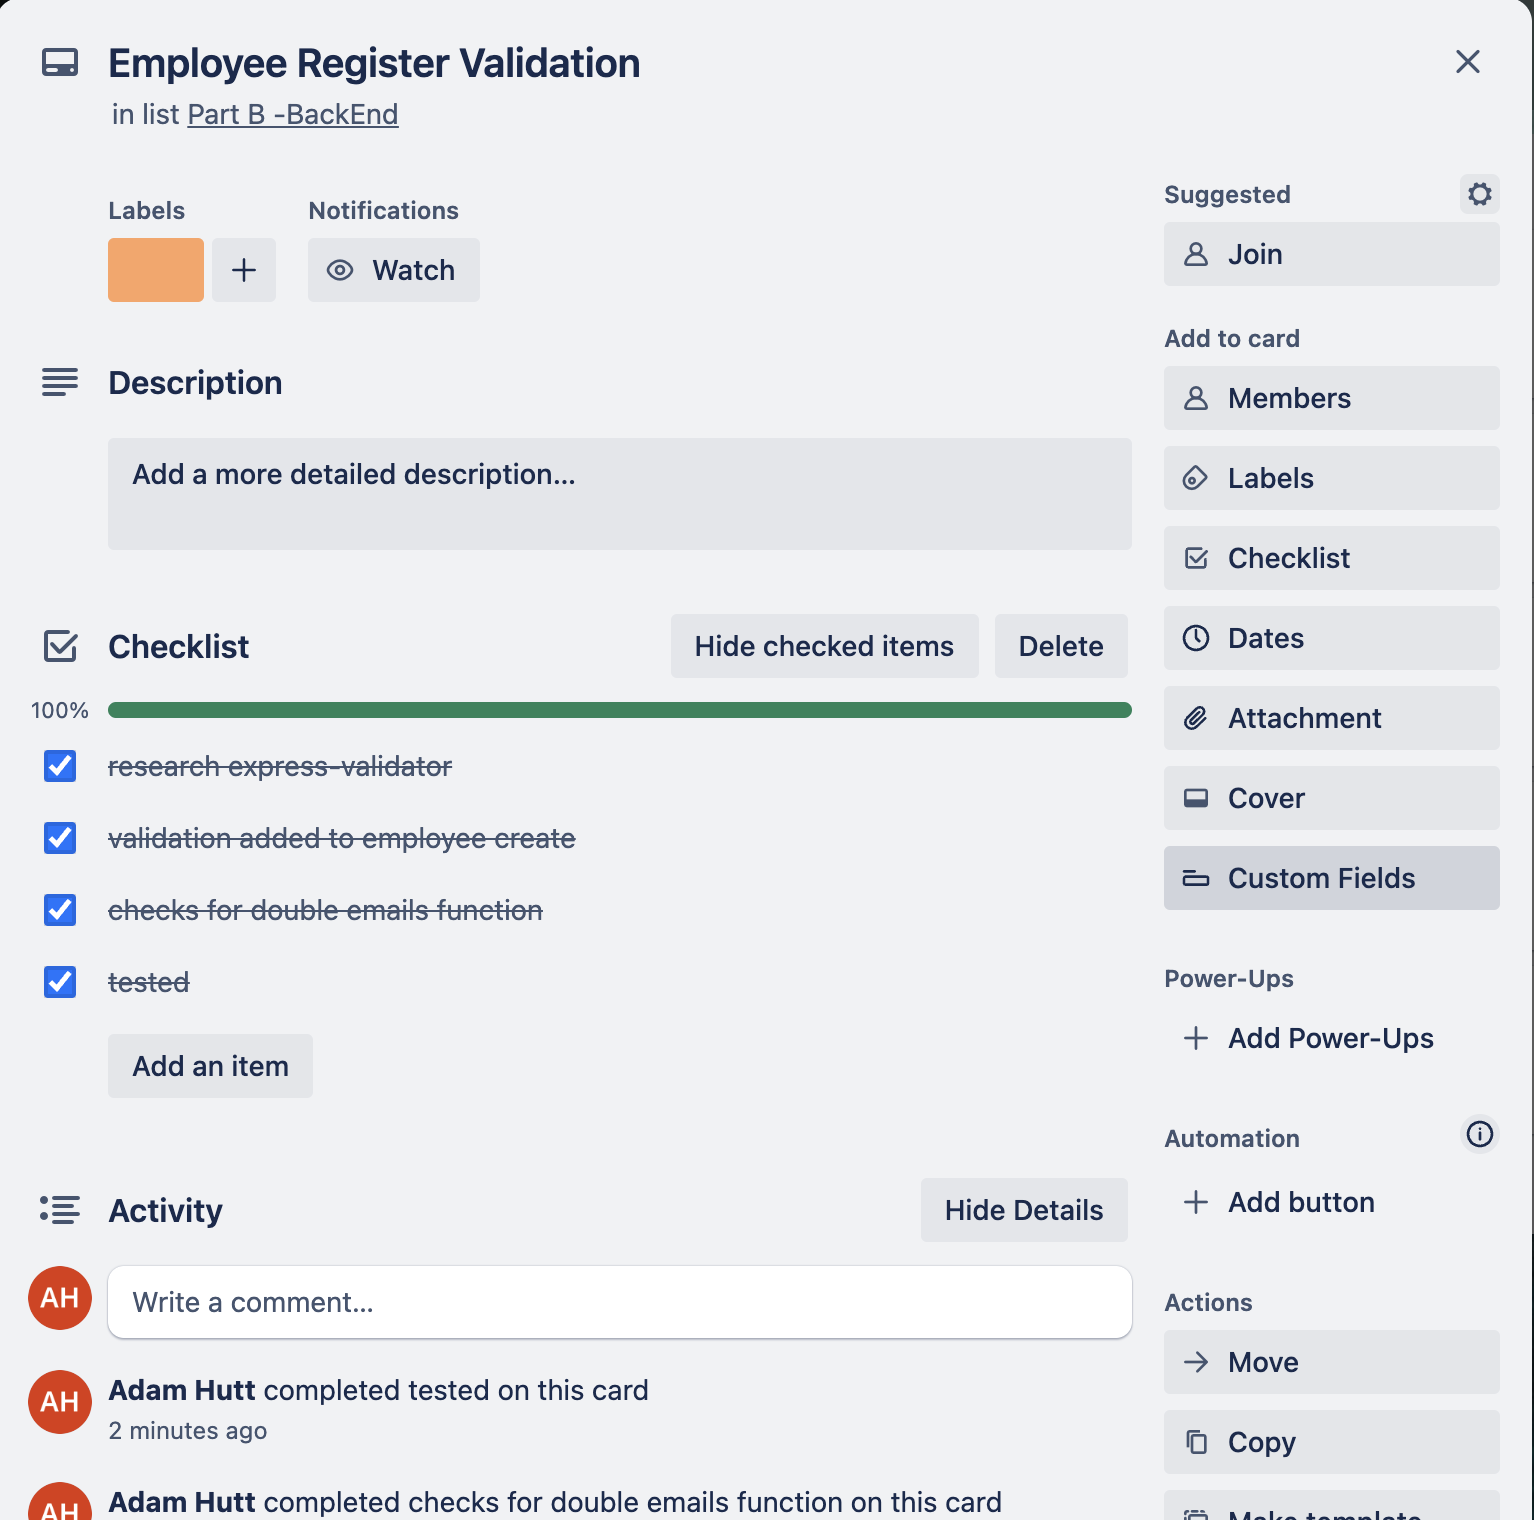 Employee Register Validation
in list Part B -BackEnd
Labels
Notifications
Watch
Description
Add a more detailed description...
Checklist
Hide checked items
Delete
100%
research express-validator
validation added to employee create
checks for double emails function
tested
Add an item
Activity
Hide Details
AH
Write a comment...
AH
Adam Hutt completed tested on this card
2 minutes ago
AH
Adam Hutt completed checks for double emails function on this card
Suggested
Join
Add to card
Members
Labels
Checklist
Dates
Attachment
Cover
Custom Fields
Power-Ups
Add Power-Ups
Automation
Add button
Actions
Move
Copy
Make template